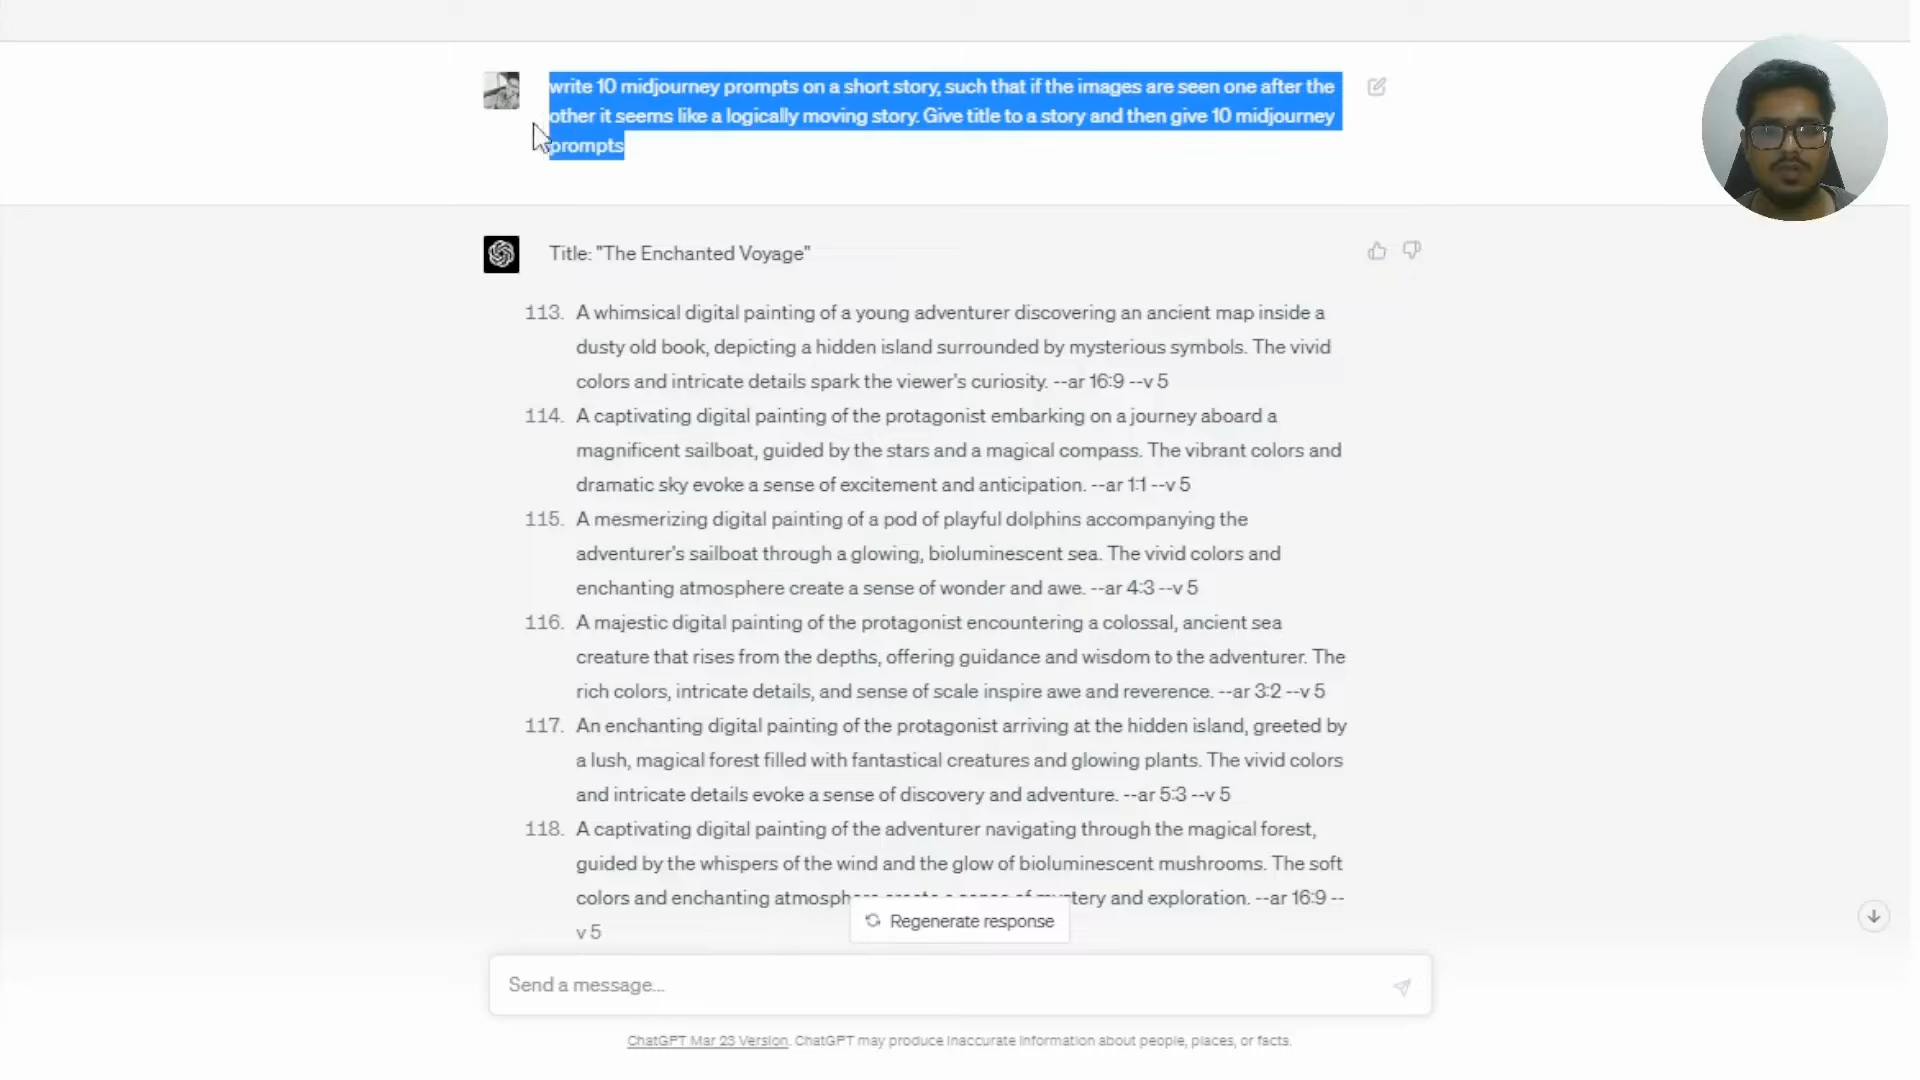 write 10 midjourney prompts on a short story, such that if the images are seen one after the
other it seems like a logically moving story. Give title to a story and then give 10 midjourney
prompts
Title: "The Enchanted Voyage"
113. A whimsical digital painting of a young adventurer discovering an ancient map inside a
dusty old book, depicting a hidden island surrounded by mysterious symbols. The vivid
colors and intricate details spark the viewer's curiosity. --ar 16:9 --v 5
114. A captivating digital painting of the protagonist embarking on a journey aboard a
magnificent sailboat, guided by the stars and a magical compass. The vibrant colors and
dramatic sky evoke a sense of excitement and anticipation. --ar 1:1 --v 5
115. A mesmerizing digital painting of a pod of playful dolphins accompanying the
adventurer's sailboat through a glowing, bioluminescent sea. The vivid colors and
enchanting atmosphere create a sense of wonder and awe. --ar 4:3 --v 5
116. A majestic digital painting of the protagonist encountering a colossal, ancient sea
creature that rises from the depths, offering guidance and wisdom to the adventurer. The
rich colors, intricate details, and sense of scale inspire awe and reverence. --ar 3:2 --v 5
117. An enchanting digital painting of the protagonist arriving at the hidden island, greeted by
a lush, magical forest filled with fantastical creatures and glowing plants. The vivid colors
and intricate details evoke a sense of discovery and adventure. --ar 5:3 --v 5
118. A captivating digital painting of the adventurer navigating through the magical forest,
guided by the whispers of the wind and the glow of bioluminescent mushrooms. The soft
colors and enchanting and exploration. --ar 16:9 --
v 5
Regenerate response
Send a message...
ChatGPT Mar 23 Version. ChatGPT may produce inaccurate information about people, places, or facts.